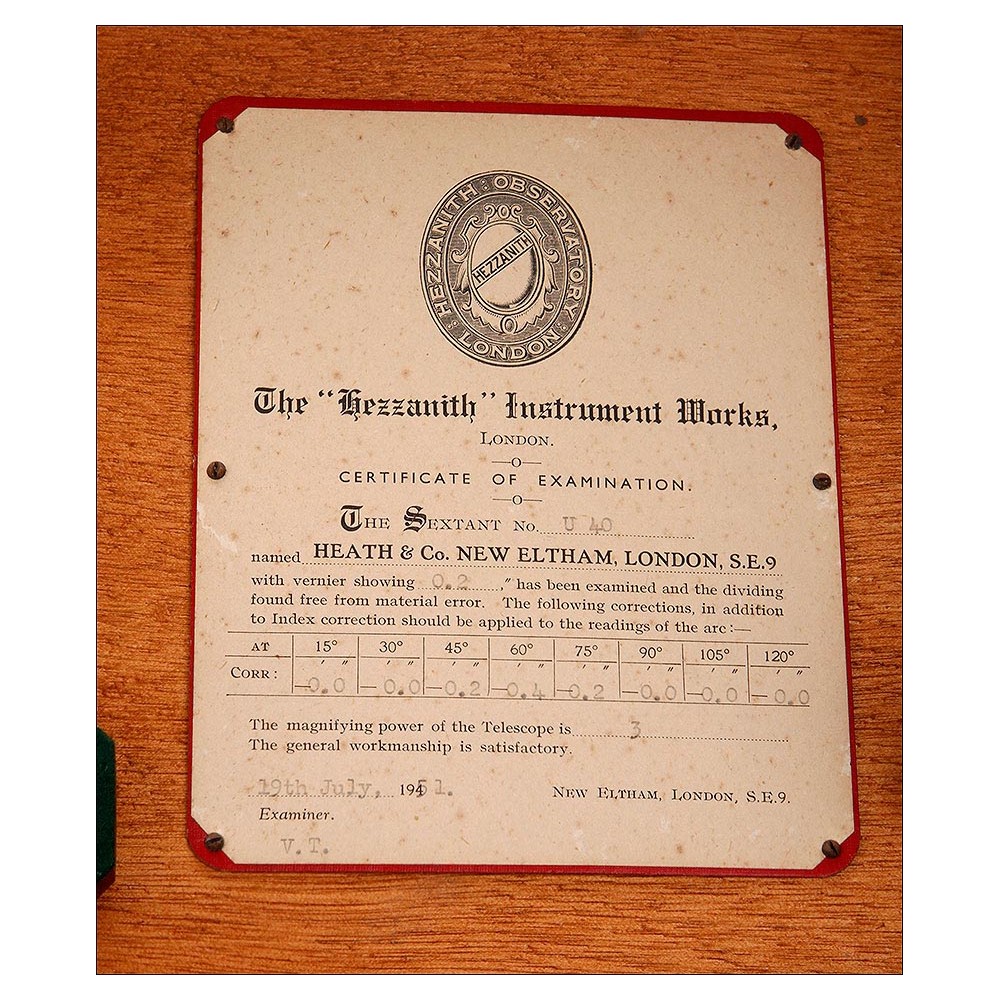 HEZZANITH OBSERVATORY
HEZZANITH
LONDON
The "Hezzanith" Instrument Works,
LONDON.
CERTIFICATE OF EXAMINATION.
THE SEXTANT No. U 40
named HEATH & Co. NEW ELTHAM, LONDON, S.E.9
with vernier showing 0.2 ," has been examined and the dividing
found free from material error. The following corrections, in addition
to Index correction should be applied to the readings of the arc :—
AT 15° 30° 45° 60° 75° 90° 105° 120°
' " ' " ' " ' " ' " ' " ' " ' "
CORR : —0.0 —0.0 —0.2 —0.4 —0.2 —0.0 —0.0 —0.0
The magnifying power of the Telescope is 3
The general workmanship is satisfactory.
19th July, 1951. NEW ELTHAM, LONDON, S.E.9.
Examiner.
V.T.